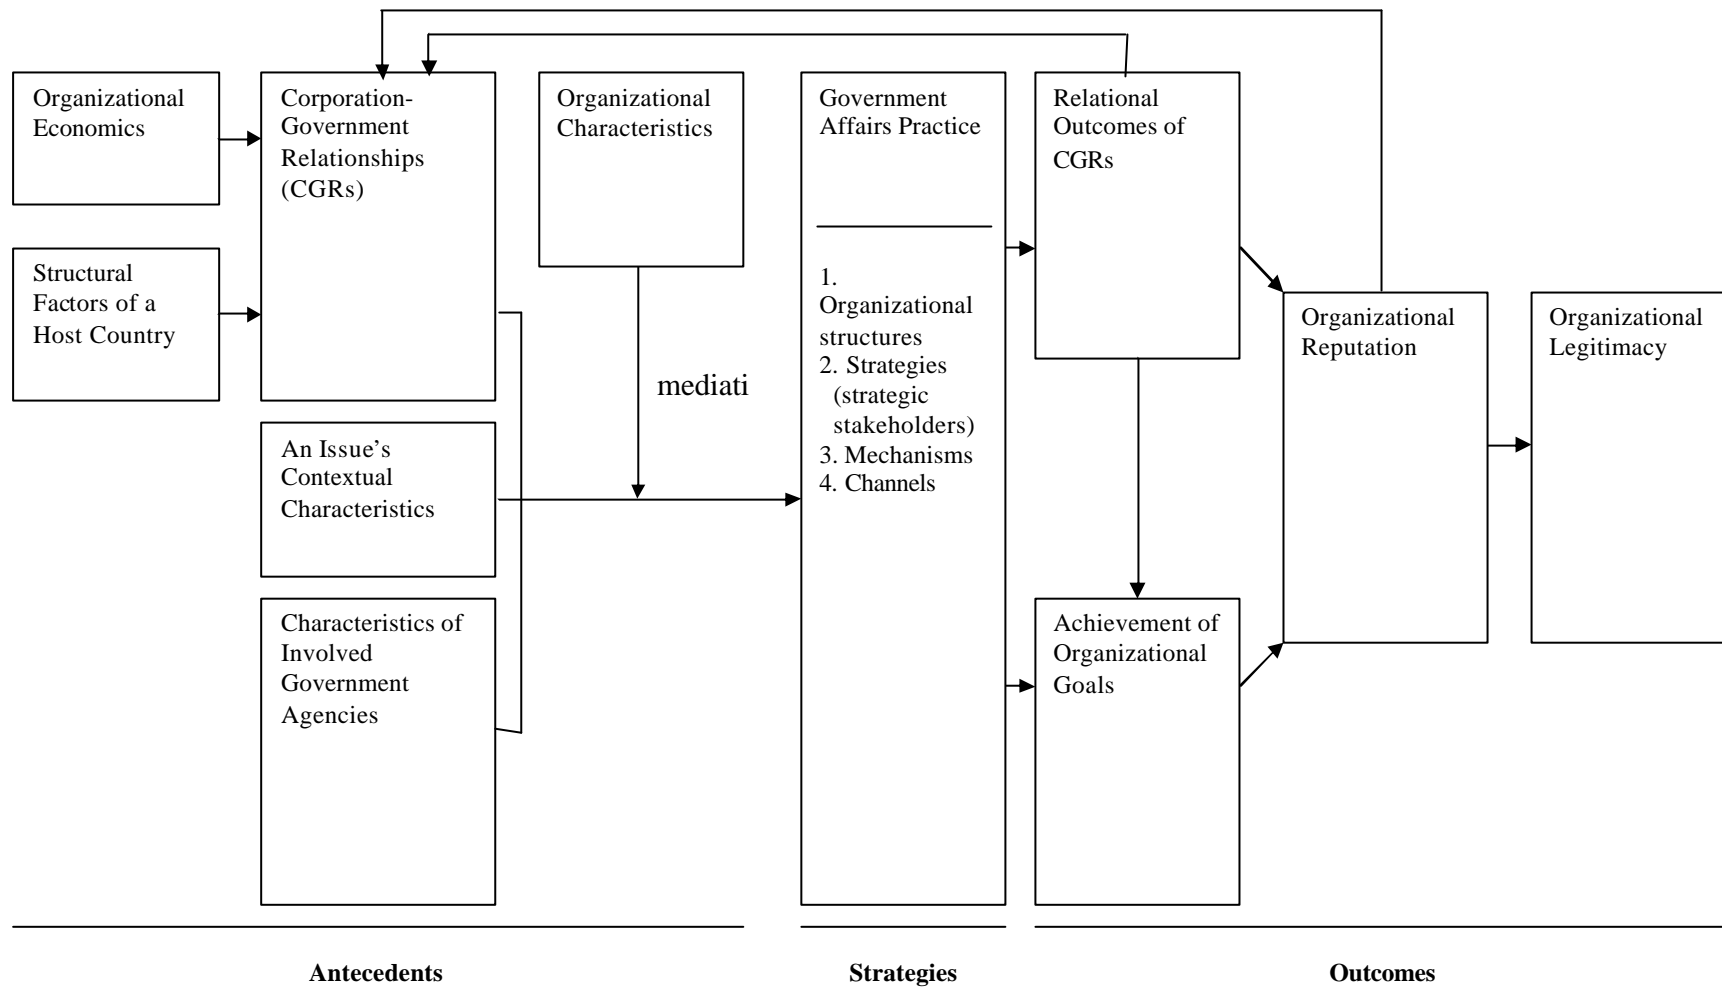 Organizational
Economics
Structural
Factors of a
Host Country
Corporation-
Government
Relationships
(CGRs)
An Issue’s
Contextual
Characteristics
Characteristics of
Involved
Government
Agencies
Organizational
Characteristics
mediati
Government
Affairs Practice
1.
Organizational
structures
2. Strategies
(strategic
stakeholders)
3. Mechanisms
4. Channels
Relational
Outcomes of
CGRs
Achievement of
Organizational
Goals
Organizational
Reputation
Organizational
Legitimacy
Antecedents
Strategies
Outcomes